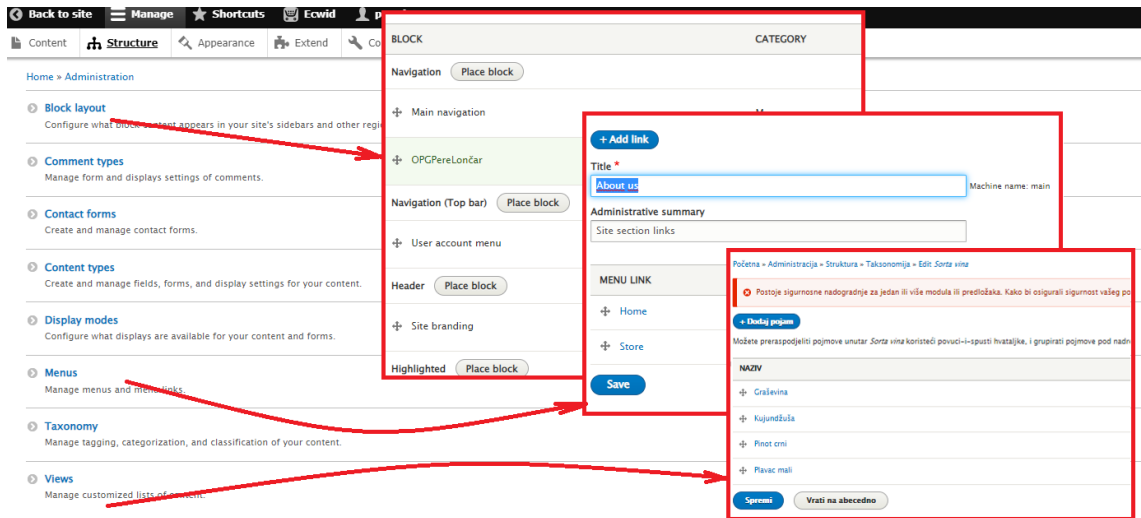 Back to site Manage Shortcuts Ecwid
Content Structure Appearance Extend Co
Home » Administration
Block layout
Configure what block content appears in your site's sidebars and other regi
Comment types
Manage form and displays settings of comments.
Contact forms
Create and manage contact forms.
Content types
Create and manage fields, forms, and display settings for your content.
Display modes
Configure what displays are available for your content and forms.
Menus
Manage menus and menu links.
Taxonomy
Manage tagging, categorization, and classification of your content.
Views
Manage customized lists of content.
BLOCK CATEGORY
Navigation Place block
Main navigation
OPGPereLončar
Navigation (Top bar) Place block
User account menu
Header Place block
Site branding
Highlighted Place block
+ Add link
Title *
About us Machine name: main
Administrative summary
Site section links
MENU LINK
Home
Store
Save
Početna » Administracija » Struktura » Taksonomija » Edit Sorta vina
Postoje sigurnosne nadogradnje za jedan ili više modula ili predložaka. Kako bi osigurali sigurnost vašeg po
+ Dodaj pojam
Možete preraspodjeliti pojmove unutar Sorta vina koristeći povuci-i-spusti hvataljke, i grupirati pojmove pod nadr
NAZIV
Graševina
Kujundžuša
Pinot crni
Plavac mali
Spremi Vrati na abecedno